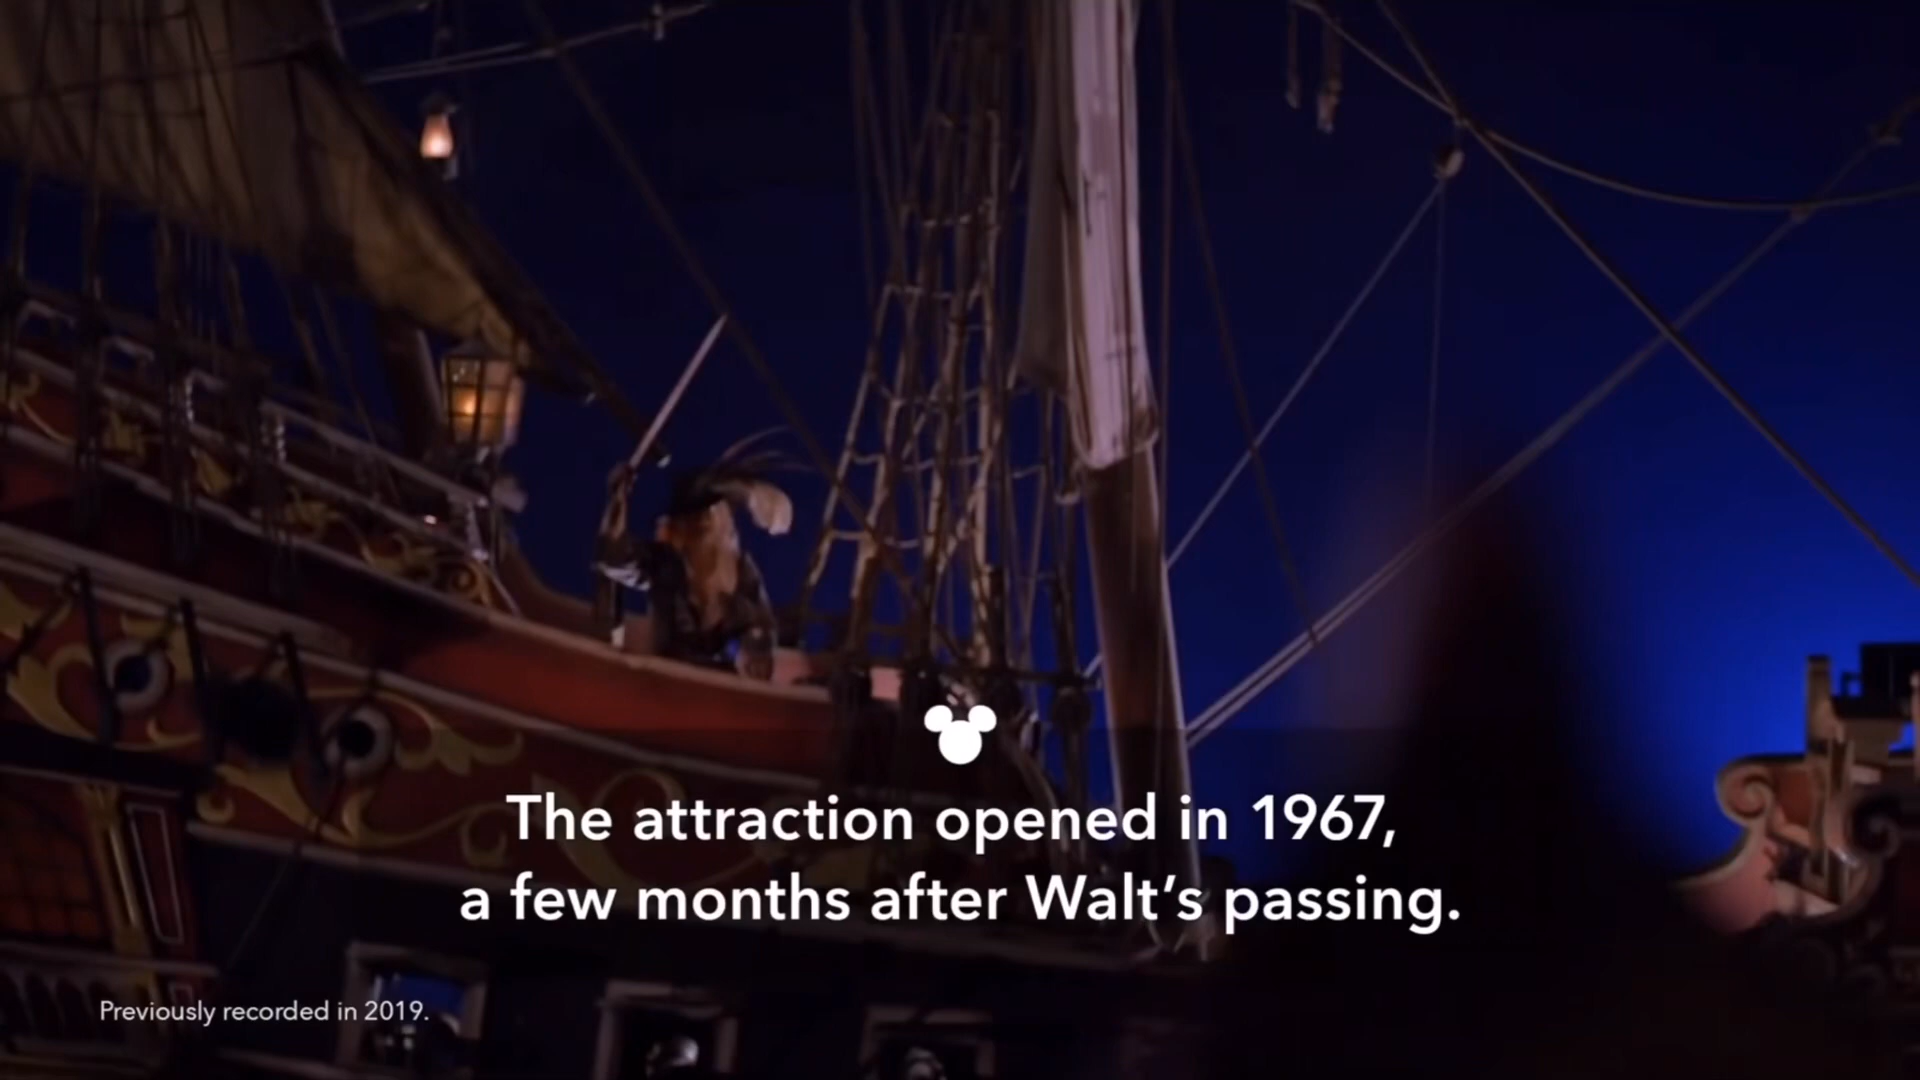 The attraction opened in 1967,
a few months after Walt’s passing.
Previously recorded in 2019.